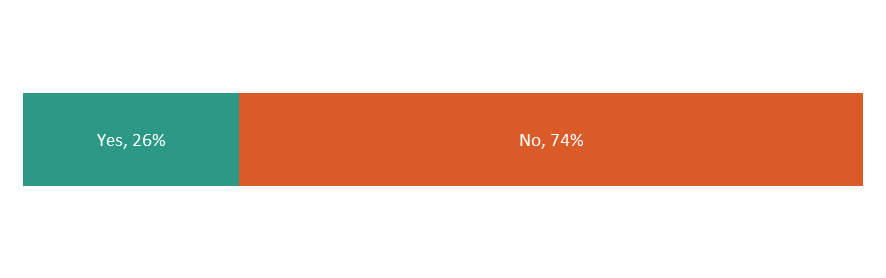 Yes, 26%
No, 74%